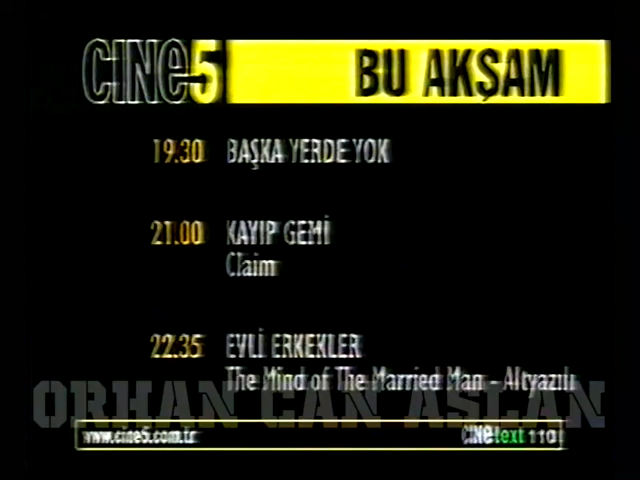 CINE5 BU AKŞAM
19.30 BAŞKA YERDE YOK
21.00 KAYIP GEMİ
Claim
22.35 EVLİ ERKEKLER
The Mind of The Married Man - Altyazılı
ORHAN CAN ASLAN
www.cine5.com.tr CINEtext 110